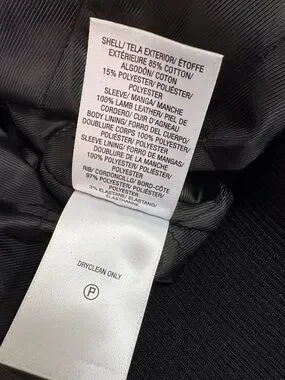 SHELL/ TELA EXTERIOR/ ÉTOFFE
EXTÉRIEURE 85% COTTON/
ALGODÓN/ COTON
15% POLYESTER/ POLIÉSTER/
POLYESTER
SLEEVE/ MANGA/ MANCHE
100% LAMB LEATHER/ PIEL DE
CORDERO/ CUIR D'AGNEAU
BODY LINING/ FORRO DEL CUERPO/
DOUBLURE CORPS 100% POLYESTER/
POLIÉSTER/ POLYESTER
SLEEVE LINING/ FORRO DE MANGAS/
DOUBLURE DE LA MANCHE
100% POLYESTER/ POLIÉSTER/
POLYESTER
RIB/ CORDONCILLO/ BORD-CÔTE
97% POLYESTER/ POLIÉSTER/
POLYESTER
3% ELASTANE/ ELASTANO/
ELASTHANNE
DRYCLEAN ONLY
P